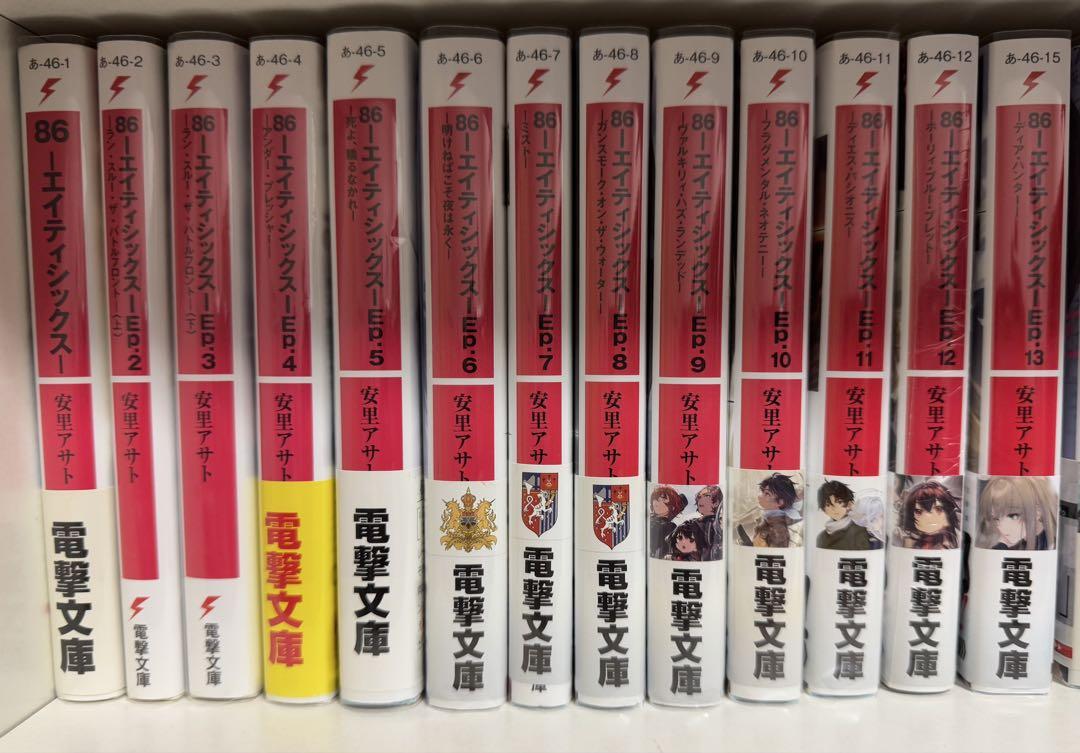 あ-46-1
86
―エイティシックス―
安里アサト
電撃文庫
あ-46-2
86―エイティシックス―Ep.2
―ラン・スルー・ザ・バトルフロント―〈上〉
安里アサト
電撃文庫
あ-46-3
86―エイティシックス―Ep.3
―ラン・スルー・ザ・バトルフロント―〈下〉
安里アサト
電撃文庫
あ-46-4
86―エイティシックス―Ep.4
―アンダー・プレッシャー―
安里アサト
電撃文庫
あ-46-5
86―エイティシックス―Ep.5
―死よ、驕るなかれ―
安里アサト
電撃文庫
あ-46-6
86―エイティシックス―Ep.6
―明けねばこそ夜は永く―
安里アサト
電撃文庫
あ-46-7
86―エイティシックス―Ep.7
―ミスト―
安里アサト
電撃文庫
庫
あ-46-8
86―エイティシックス―Ep.8
―ガンスモーク・オン・ザ・ウォーター―
安里アサト
電撃文庫
あ-46-9
86―エイティシックス―Ep.9
―ヴァルキリィ・ハズ・ランデッド―
安里アサト
電撃文庫
あ-46-10
86―エイティシックス―Ep.10
―フラグメンタル・ネオテニー―
安里アサト
電撃文庫
あ-46-11
86―エイティシックス―Ep.11
―ディエス・パシオニス―
安里アサト
電撃文庫
あ-46-12
86―エイティシックス―Ep.12
―ホーリィ・ブルー・ブレット―
安里アサト
電撃文庫
あ-46-15
86―エイティシックス―Ep.13
―ディア・ハンター―
安里アサト
電撃文庫